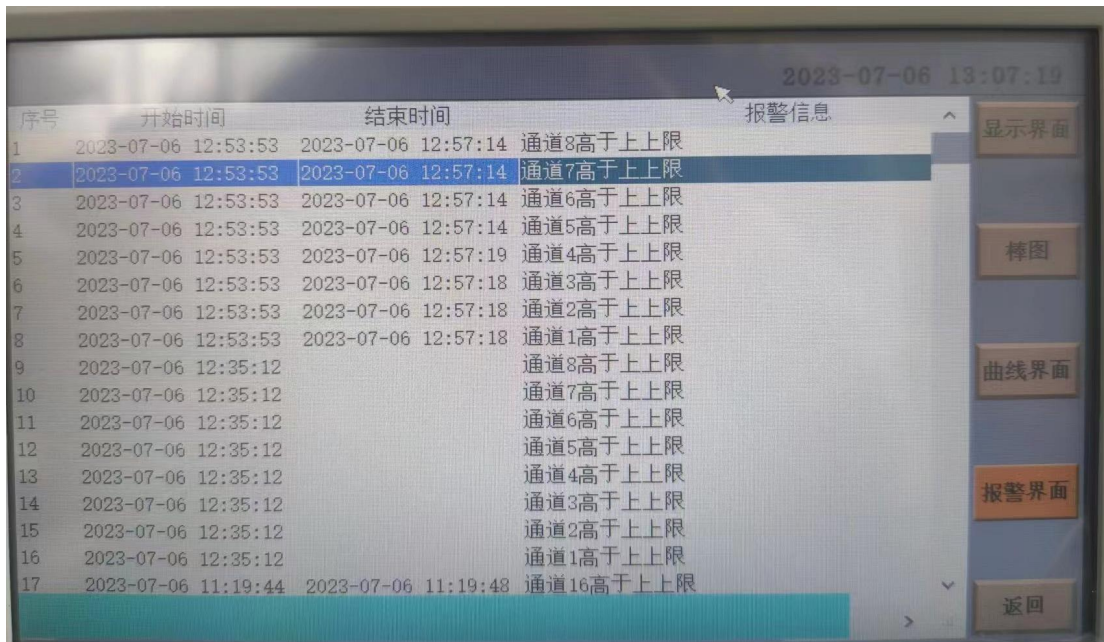 2023-07-06 13:07:19
序号 开始时间 结束时间 报警信息
1 2023-07-06 12:53:53 2023-07-06 12:57:14 通道8高于上上限
2 2023-07-06 12:53:53 2023-07-06 12:57:14 通道7高于上上限
3 2023-07-06 12:53:53 2023-07-06 12:57:14 通道6高于上上限
4 2023-07-06 12:53:53 2023-07-06 12:57:14 通道5高于上上限
5 2023-07-06 12:53:53 2023-07-06 12:57:19 通道4高于上上限
6 2023-07-06 12:53:53 2023-07-06 12:57:18 通道3高于上上限
7 2023-07-06 12:53:53 2023-07-06 12:57:18 通道2高于上上限
8 2023-07-06 12:53:53 2023-07-06 12:57:18 通道1高于上上限
9 2023-07-06 12:35:12 通道8高于上上限
10 2023-07-06 12:35:12 通道7高于上上限
11 2023-07-06 12:35:12 通道6高于上上限
12 2023-07-06 12:35:12 通道5高于上上限
13 2023-07-06 12:35:12 通道4高于上上限
14 2023-07-06 12:35:12 通道3高于上上限
15 2023-07-06 12:35:12 通道2高于上上限
16 2023-07-06 12:35:12 通道1高于上上限
17 2023-07-06 11:19:44 2023-07-06 11:19:48 通道16高于上上限
显示界面
棒图
曲线界面
报警界面
返回